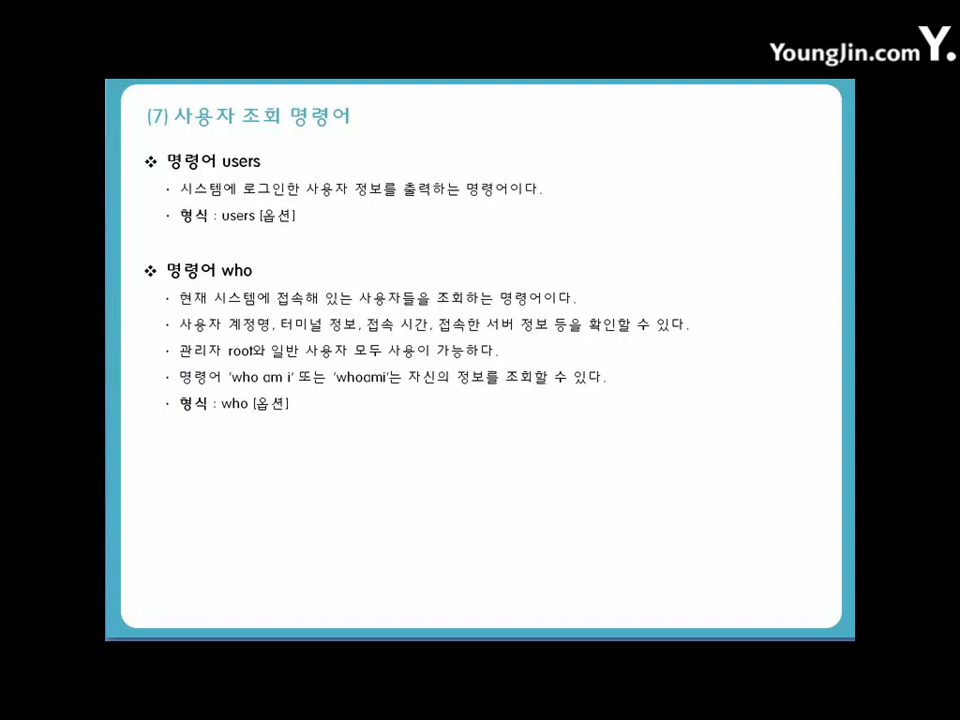 YoungJin.com Y.
(7) 사용자 조회 명령어
❖ 명령어 users
· 시스템에 로그인한 사용자 정보를 출력하는 명령어이다.
· 형식 : users [옵션]
❖ 명령어 who
· 현재 시스템에 접속해 있는 사용자들을 조회하는 명령어이다.
· 사용자 계정명, 터미널 정보, 접속 시간, 접속한 서버 정보 등을 확인할 수 있다.
· 관리자 root와 일반 사용자 모두 사용이 가능하다.
· 명령어 ‘who am i’ 또는 ‘whoami’는 자신의 정보를 조회할 수 있다.
· 형식 : who [옵션]